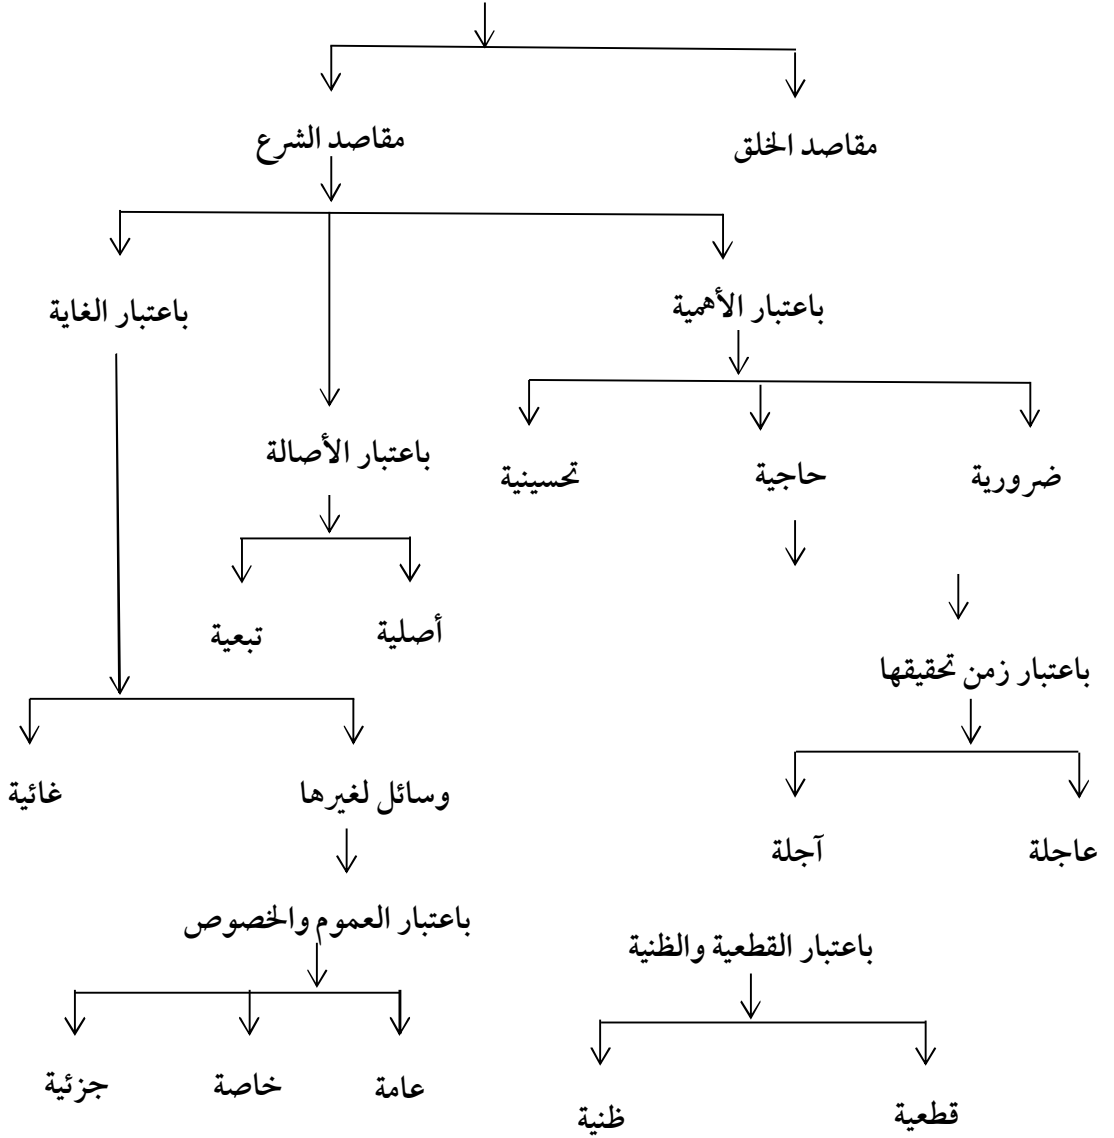 مقاصد الخلق
مقاصد الشرع
باعتبار الأهمية
باعتبار الغاية
باعتبار الأصالة
ضرورية
حاجية
تحسينية
أصلية
تبعية
باعتبار زمن تحقيقها
وسائل لغيرها
غائية
عاجلة
آجلة
باعتبار العموم والخصوص
باعتبار القطعية والظنية
عامة
خاصة
جزئية
قطعية
ظنية